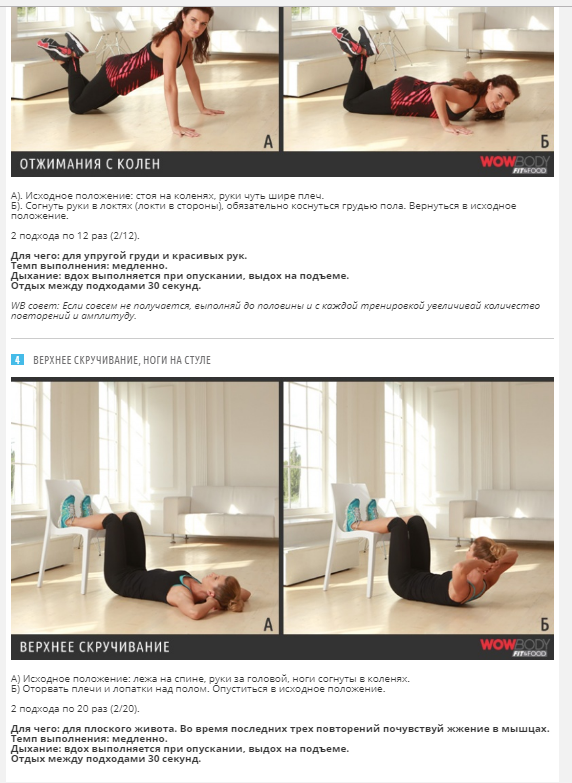 А
Б
ОТЖИМАНИЯ С КОЛЕН
WOWBODY
FIT&FOOD
А). Исходное положение: стоя на коленях, руки чуть шире плеч.
Б). Согнуть руки в локтях (локти в стороны), обязательно коснуться грудью пола. Вернуться в исходное
положение.
2 подхода по 12 раз (2/12).
Для чего: для упругой груди и красивых рук.
Темп выполнения: медленно.
Дыхание: вдох выполняется при опускании, выдох на подъеме.
Отдых между подходами 30 секунд.
WB совет: Если совсем не получается, выполняй до половины и с каждой тренировкой увеличивай количество
повторений и амплитуду.
4 ВЕРХНЕЕ СКРУЧИВАНИЕ, НОГИ НА СТУЛЕ
А
Б
ВЕРХНЕЕ СКРУЧИВАНИЕ
WOWBODY
FIT&FOOD
А) Исходное положение: лежа на спине, руки за головой, ноги согнуты в коленях.
Б) Оторвать плечи и лопатки над полом. Опуститься в исходное положение.
2 подхода по 20 раз (2/20).
Для чего: для плоского живота. Во время последних трех повторений почувствуй жжение в мышцах.
Темп выполнения: медленно.
Дыхание: вдох выполняется при опускании, выдох на подъеме.
Отдых между подходами 30 секунд.